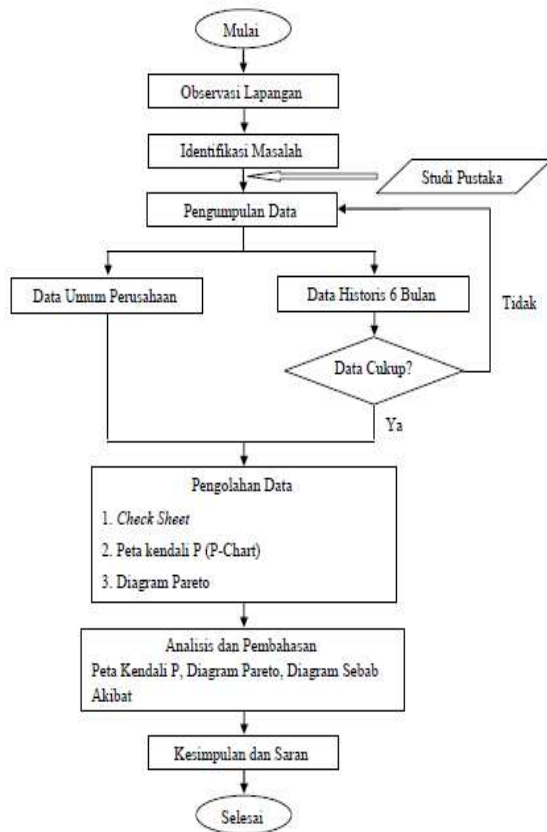 Mulai
Observasi Lapangan
Identifikasi Masalah
Studi Pustaka
Pengumpulan Data
Data Umum Perusahaan
Data Historis 6 Bulan
Tidak
Data Cukup?
Ya
Pengolahan Data
1. Check Sheet
2. Peta kendali P (P-Chart)
3. Diagram Pareto
Analisis dan Pembahasan
Peta Kendali P, Diagram Pareto, Diagram Sebab
Akibat
Kesimpulan dan Saran
Selesai